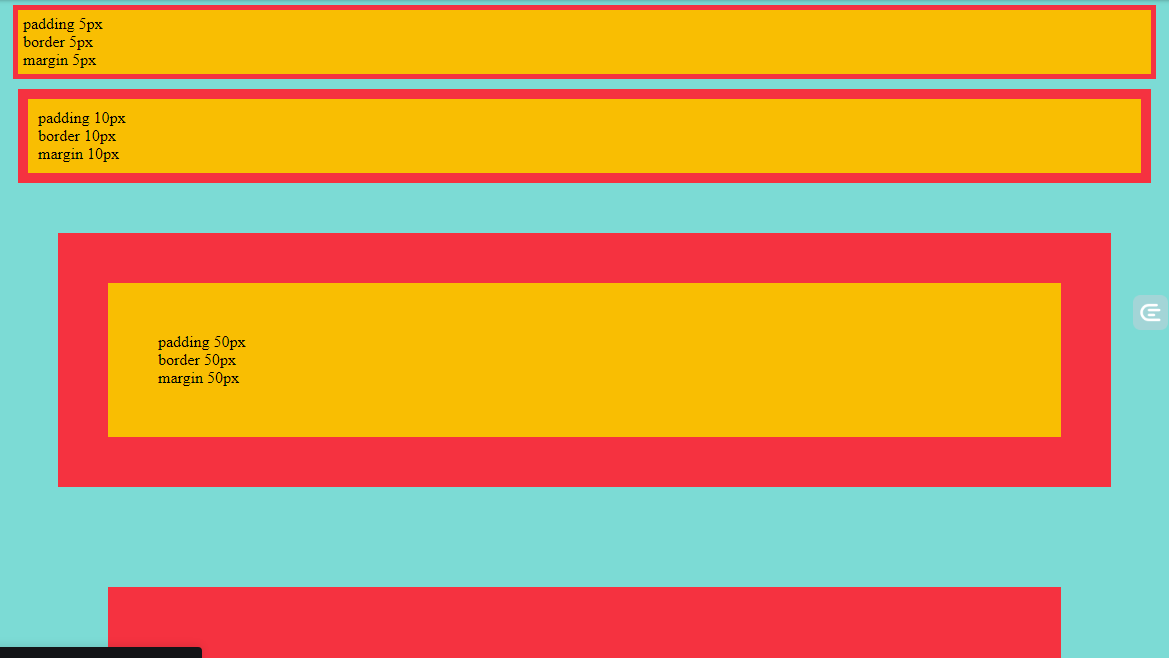 padding 5px
border 5px
margin 5px
padding 10px
border 10px
margin 10px
padding 50px
border 50px
margin 50px